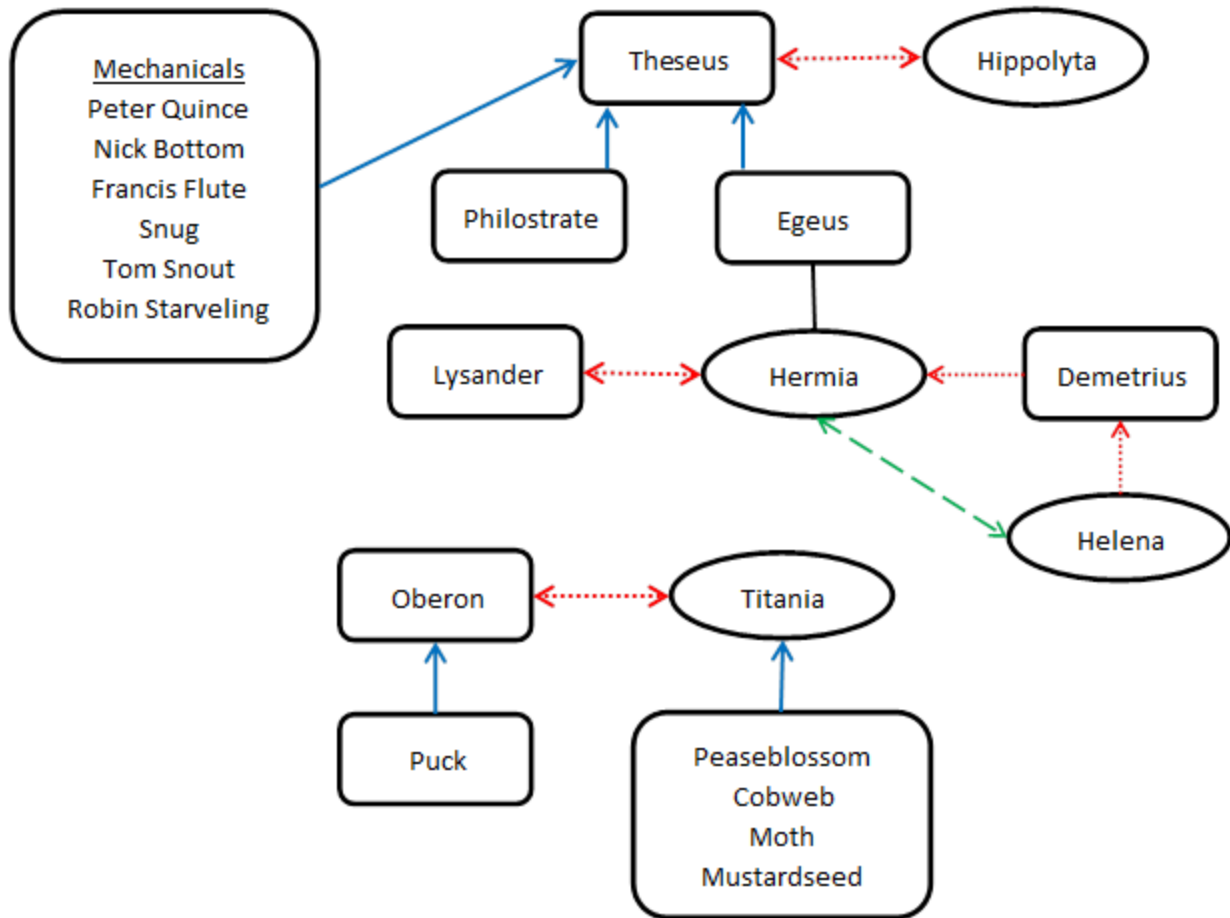 Mechanicals
Peter Quince
Nick Bottom
Francis Flute
Snug
Tom Snout
Robin Starveling
Theseus
Hippolyta
Philostrate
Egeus
Lysander
Hermia
Demetrius
Helena
Oberon
Titania
Puck
Peaseblossom
Cobweb
Moth
Mustardseed